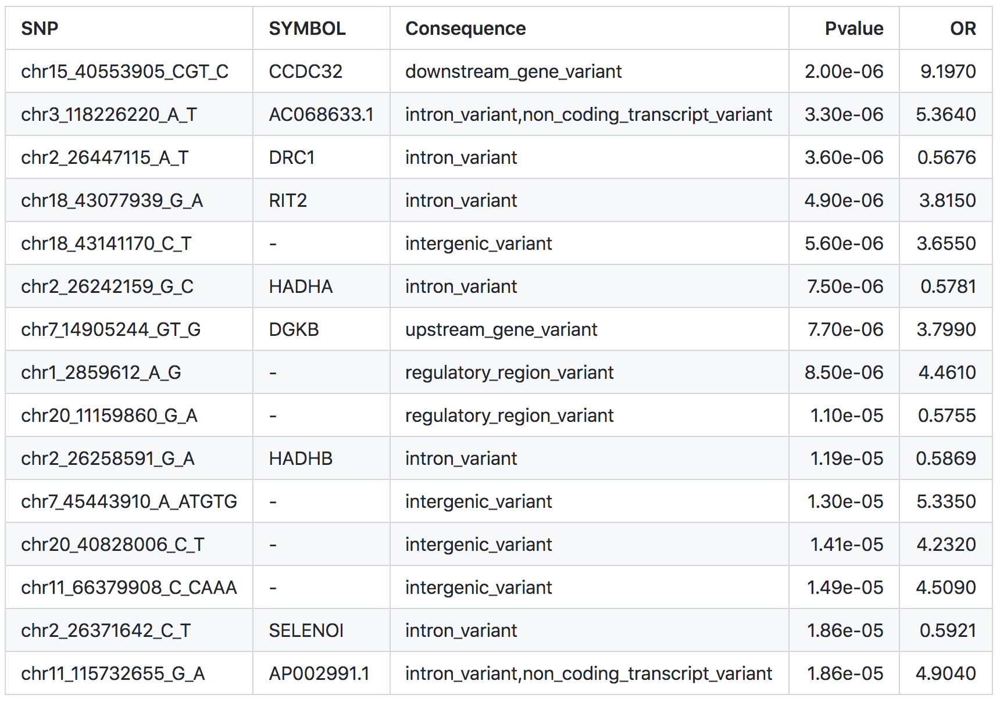 SNP SYMBOL Consequence Pvalue OR
chr15_40553905_CGT_C CCDC32 downstream_gene_variant 2.00e-06 9.1970
chr3_118226220_A_T AC068633.1 intron_variant,non_coding_transcript_variant 3.30e-06 5.3640
chr2_26447115_A_T DRC1 intron_variant 3.60e-06 0.5676
chr18_43077939_G_A RIT2 intron_variant 4.90e-06 3.8150
chr18_43141170_C_T - intergenic_variant 5.60e-06 3.6550
chr2_26242159_G_C HADHA intron_variant 7.50e-06 0.5781
chr7_14905244_GT_G DGKB upstream_gene_variant 7.70e-06 3.7990
chr1_2859612_A_G - regulatory_region_variant 8.50e-06 4.4610
chr20_11159860_G_A - regulatory_region_variant 1.10e-05 0.5755
chr2_26258591_G_A HADHB intron_variant 1.19e-05 0.5869
chr7_45443910_A_ATGTG - intergenic_variant 1.30e-05 5.3350
chr20_40828006_C_T - intergenic_variant 1.41e-05 4.2320
chr11_66379908_C_CAAA - intergenic_variant 1.49e-05 4.5090
chr2_26371642_C_T SELENOI intron_variant 1.86e-05 0.5921
chr11_115732655_G_A AP002991.1 intron_variant,non_coding_transcript_variant 1.86e-05 4.9040